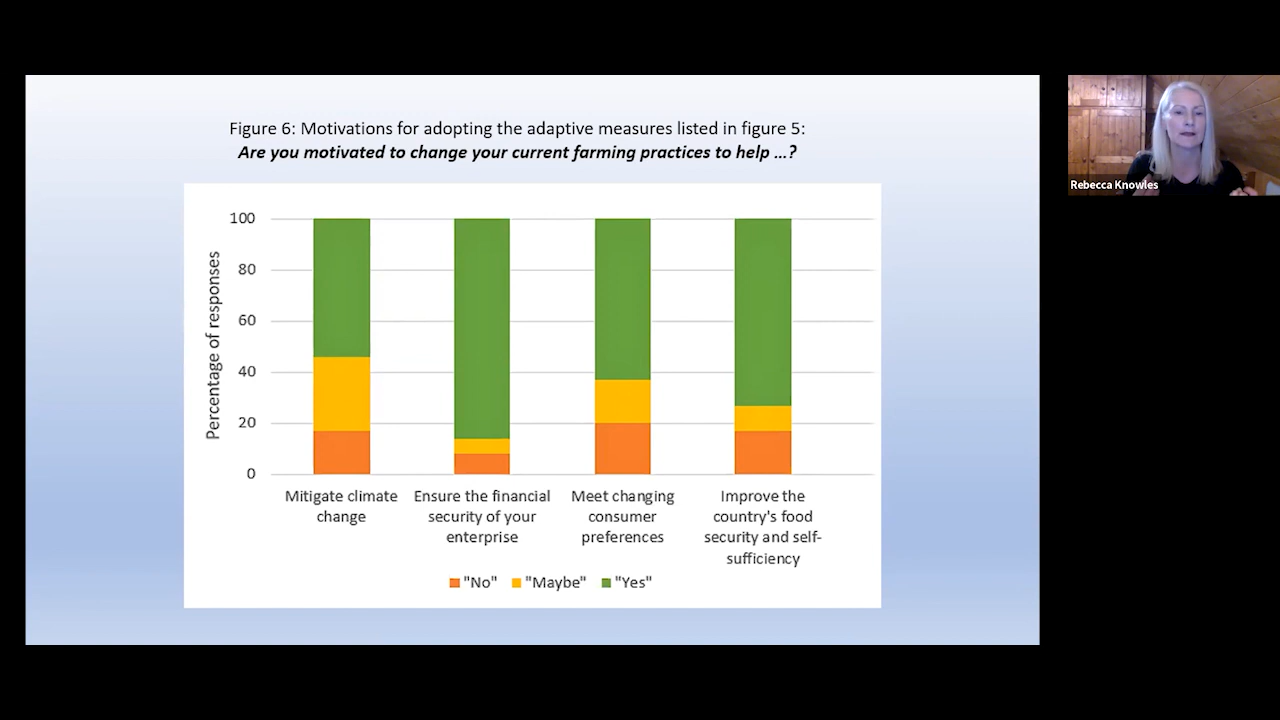 Figure 6: Motivations for adopting the adaptive measures listed in figure 5:
Are you motivated to change your current farming practices to help ...?
Percentage of responses
100
80
60
40
20
0
Mitigate climate
change
Ensure the financial
security of your
enterprise
Meet changing
consumer
preferences
Improve the
country's food
security and self-
sufficiency
"No" "Maybe" "Yes"
Rebecca Knowles